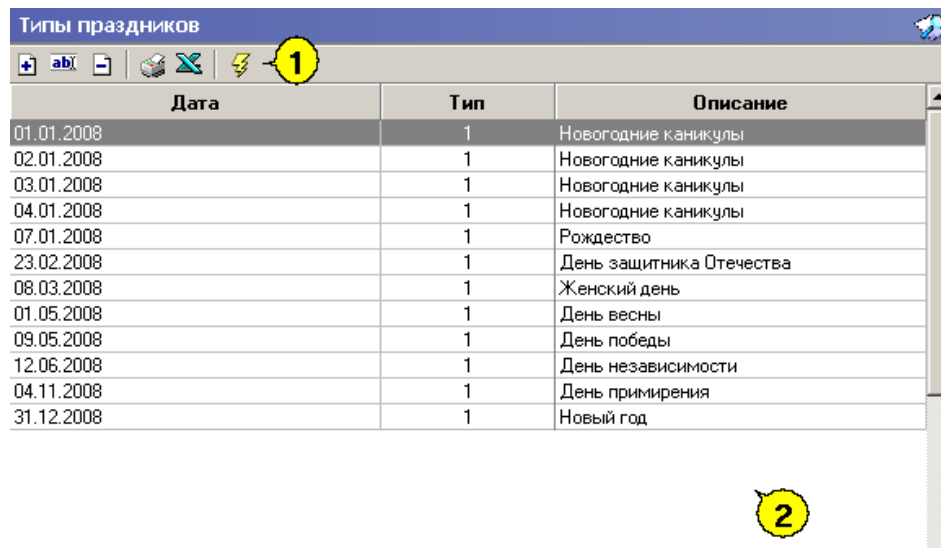 Типы праздников
abI
1
Дата Тип Описание
01.01.2008 1 Новогодние каникулы
02.01.2008 1 Новогодние каникулы
03.01.2008 1 Новогодние каникулы
04.01.2008 1 Новогодние каникулы
07.01.2008 1 Рождество
23.02.2008 1 День защитника Отечества
08.03.2008 1 Женский день
01.05.2008 1 День весны
09.05.2008 1 День победы
12.06.2008 1 День независимости
04.11.2008 1 День примирения
31.12.2008 1 Новый год
2